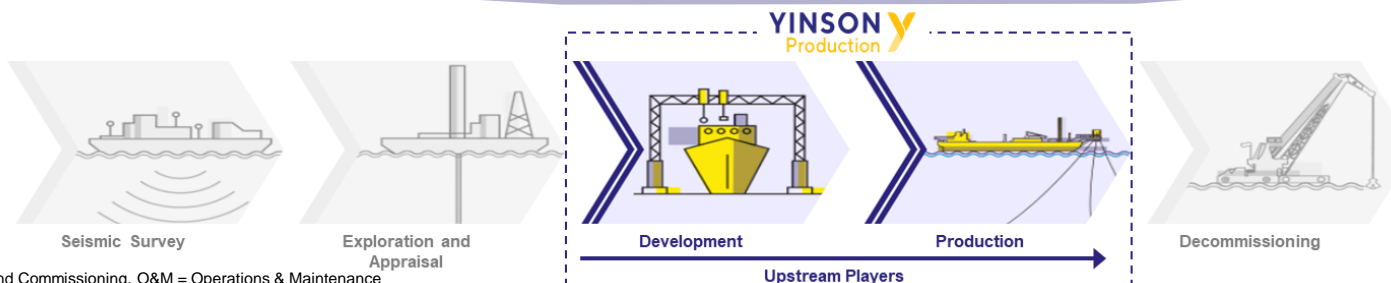 YINSON
Production
Seismic Survey
Exploration and
Appraisal
Development
Production
Decommissioning
Upstream Players
nd Commissioning, O&M = Operations & Maintenance